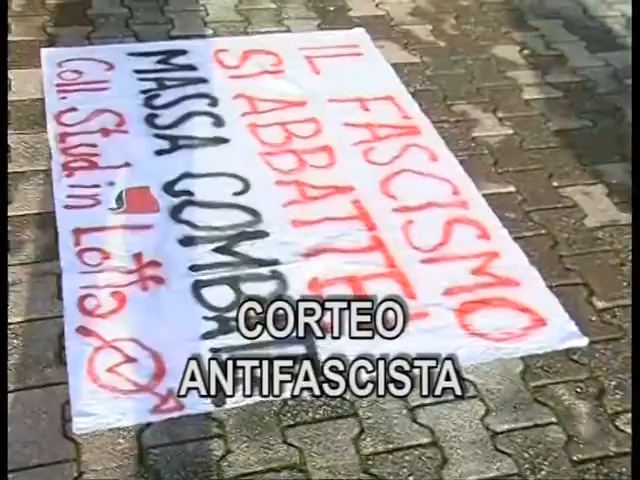 IL FASCISMO
SI ABBATTE
MASSA COMBAT
Coll. Stud in
Lotta
CORTEO
ANTIFASCISTA